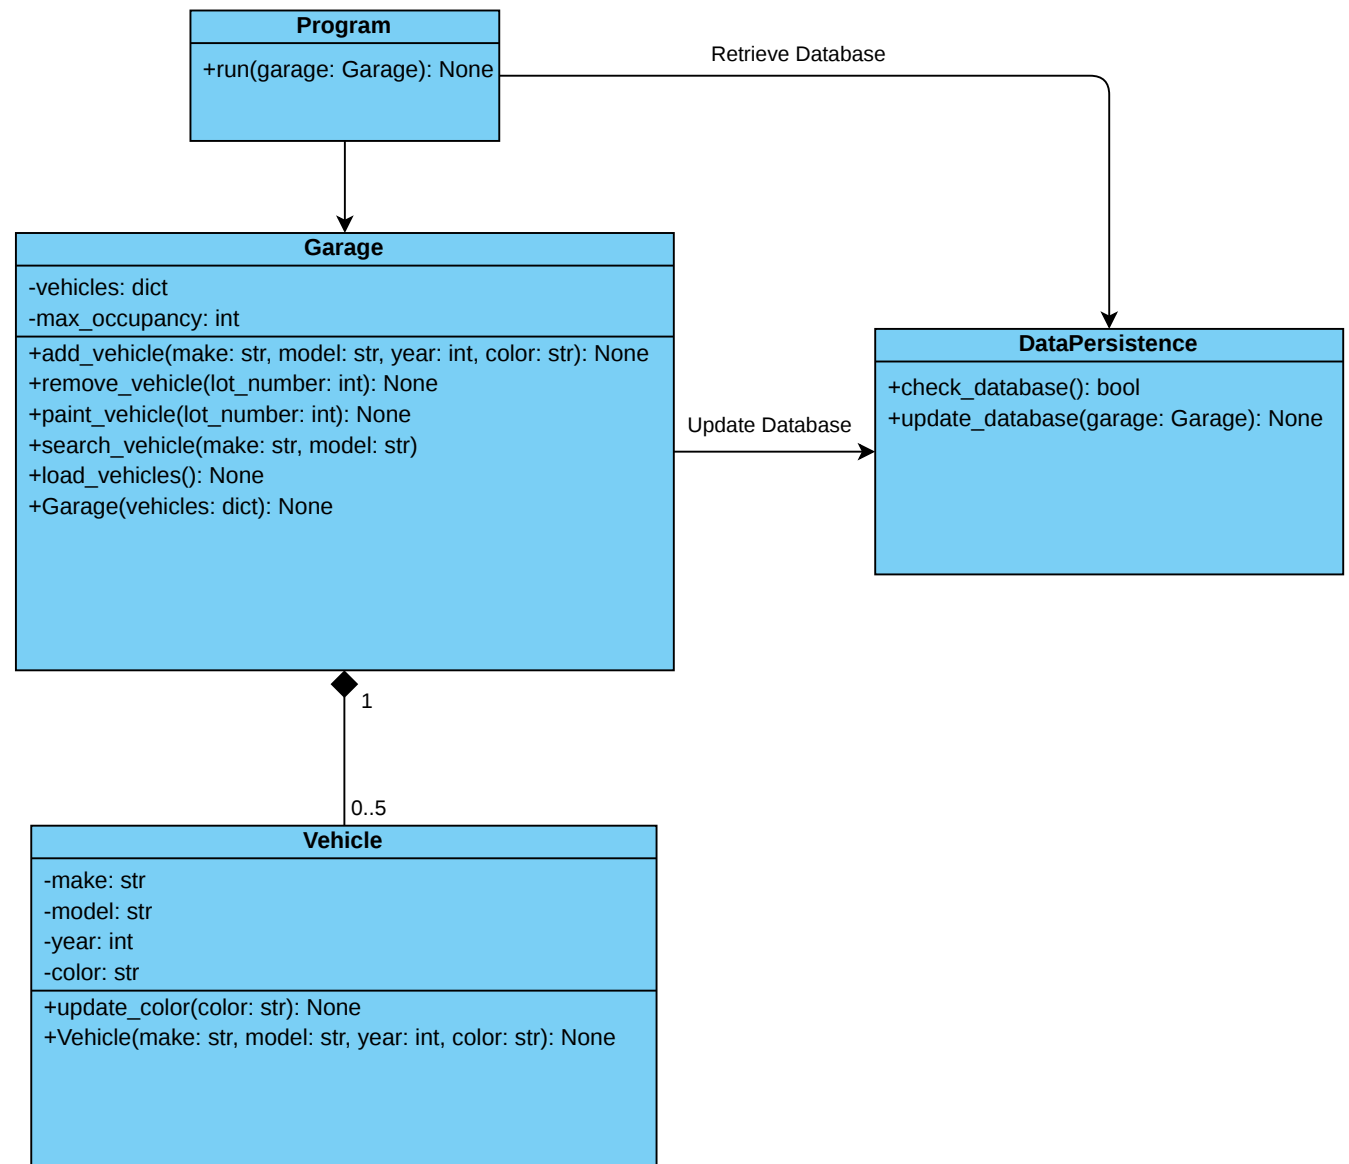 Program
+run(garage: Garage): None
Retrieve Database
Garage
-vehicles: dict
-max_occupancy: int
+add_vehicle(make: str, model: str, year: int, color: str): None
+remove_vehicle(lot_number: int): None
+paint_vehicle(lot_number: int): None
+search_vehicle(make: str, model: str)
+load_vehicles(): None
+Garage(vehicles: dict): None
Update Database
DataPersistence
+check_database(): bool
+update_database(garage: Garage): None
1
0..5
Vehicle
-make: str
-model: str
-year: int
-color: str
+update_color(color: str): None
+Vehicle(make: str, model: str, year: int, color: str): None